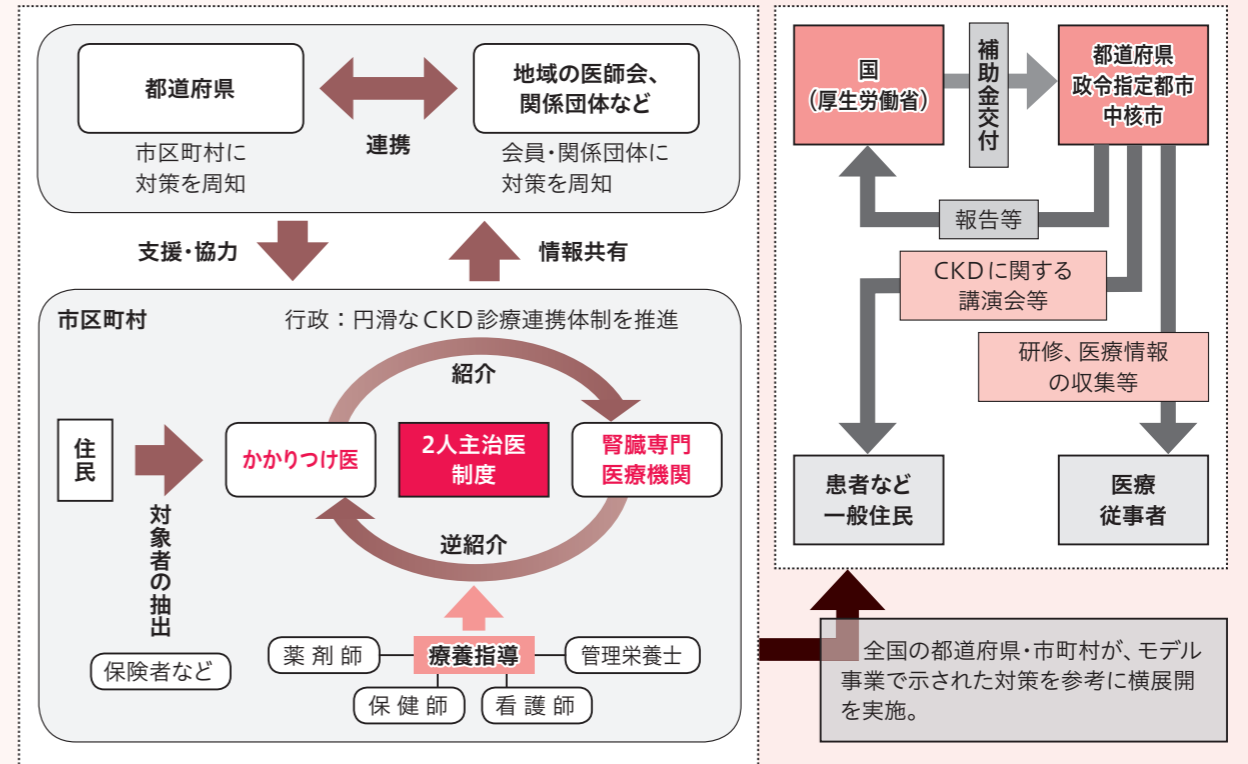 都道府県
地域の医師会、
関係団体など
連携
市区町村に
対策を周知
会員・関係団体に
対策を周知
支援・協力
情報共有
市区町村
行政：円滑なCKD診療連携体制を推進
紹介
住民
かかりつけ医
2人主治医
制度
腎臓専門
医療機関
逆紹介
対象者の抽出
保険者など
療養指導
薬剤師
管理栄養士
保健師
看護師
国
（厚生労働省）
補助金交付
都道府県
政令指定都市
中核市
報告等
CKDに関する
講演会等
研修、医療情報
の収集等
患者など
一般住民
医療
従事者
全国の都道府県・市町村が、モデル
事業で示された対策を参考に横展開
を実施。